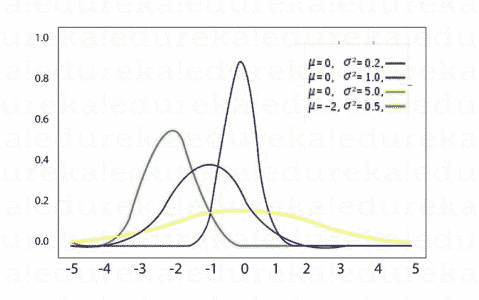 1.0
0.8
0.6
0.4
0.2
0.0
-5 -4 -3 -2 -1 0 1 2 3 4 5
μ= 0, σ²= 0.2,
μ= 0, σ²= 1.0,
μ= 0, σ²= 5.0,
μ= -2, σ²= 0.5,